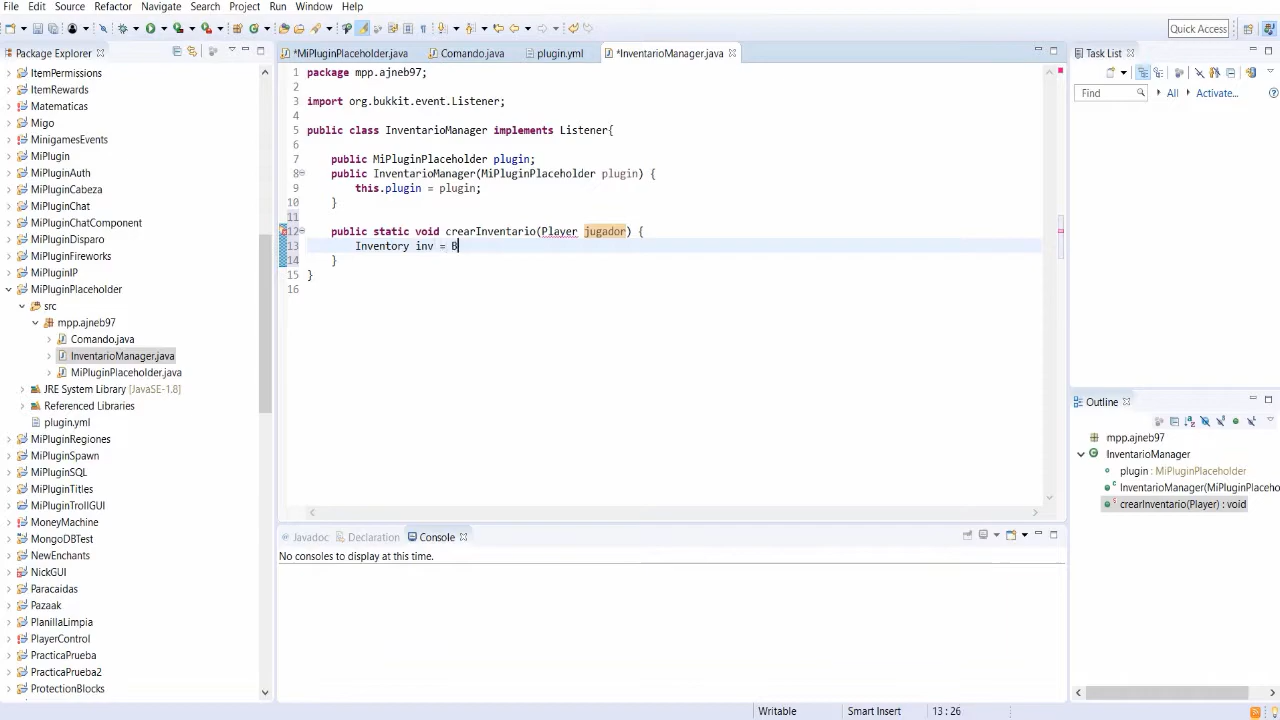 File Edit Source Refactor Navigate Search Project Run Window Help
Quick Access
Package Explorer
ItemPermissions
ItemRewards
Matematicas
Migo
MinigamesEvents
MiPlugin
MiPluginAuth
MiPluginCabeza
MiPluginChat
MiPluginChatComponent
MiPluginDisparo
MiPluginFireworks
MiPluginIP
MiPluginPlaceholder
src
mpp.ajneb97
Comando.java
InventarioManager.java
MiPluginPlaceholder.java
JRE System Library [JavaSE-1.8]
Referenced Libraries
plugin.yml
MiPluginRegiones
MiPluginSpawn
MiPluginSQL
MiPluginTitles
MiPluginTrollGUI
MoneyMachine
MongoDBTest
NewEnchants
NickGUI
Paracaidas
Pazaak
PlanillaLimpia
PlayerControl
PracticaPrueba
PracticaPrueba2
ProtectionBlocks
*MiPluginPlaceholder.java Comando.java plugin.yml *InventarioManager.java
1 package mpp.ajneb97;
2
3 import org.bukkit.event.Listener;
4
5 public class InventarioManager implements Listener{
6
7 public MiPluginPlaceholder plugin;
8 public InventarioManager(MiPluginPlaceholder plugin) {
9 this.plugin = plugin;
10 }
11
12 public static void crearInventario(Player jugador) {
13 Inventory inv = B
14 }
15 }
16
Javadoc Declaration Console
No consoles to display at this time.
Task List
Find All Activate...
Outline
mpp.ajneb97
InventarioManager
plugin : MiPluginPlaceholder
InventarioManager(MiPluginPlaceho
crearInventario(Player) : void
Writable Smart Insert 13 : 26